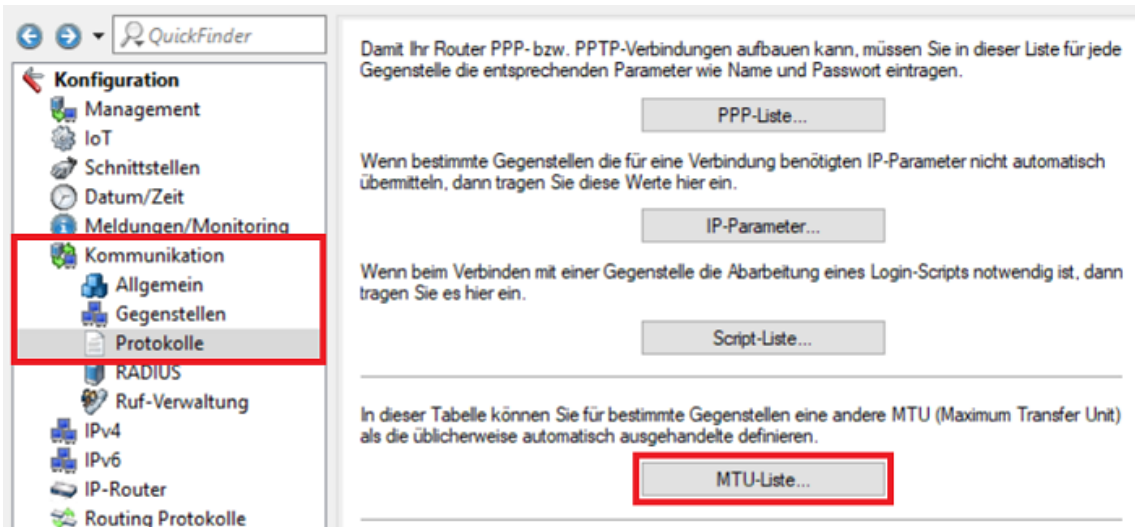 QuickFinder
Konfiguration
Management
IoT
Schnittstellen
Datum/Zeit
Meldungen/Monitoring
Kommunikation
Allgemein
Gegenstellen
Protokolle
RADIUS
Ruf-Verwaltung
IPv4
IPv6
IP-Router
Routing Protokolle
Damit Ihr Router PPP- bzw. PPTP-Verbindungen aufbauen kann, müssen Sie in dieser Liste für jede
Gegenstelle die entsprechenden Parameter wie Name und Passwort eintragen.
PPP-Liste...
Wenn bestimmte Gegenstellen die für eine Verbindung benötigten IP-Parameter nicht automatisch
übermitteln, dann tragen Sie diese Werte hier ein.
IP-Parameter...
Wenn beim Verbinden mit einer Gegenstelle die Abarbeitung eines Login-Scripts notwendig ist, dann
tragen Sie es hier ein.
Script-Liste...
In dieser Tabelle können Sie für bestimmte Gegenstellen eine andere MTU (Maximum Transfer Unit)
als die üblicherweise automatisch ausgehandelte definieren.
MTU-Liste...